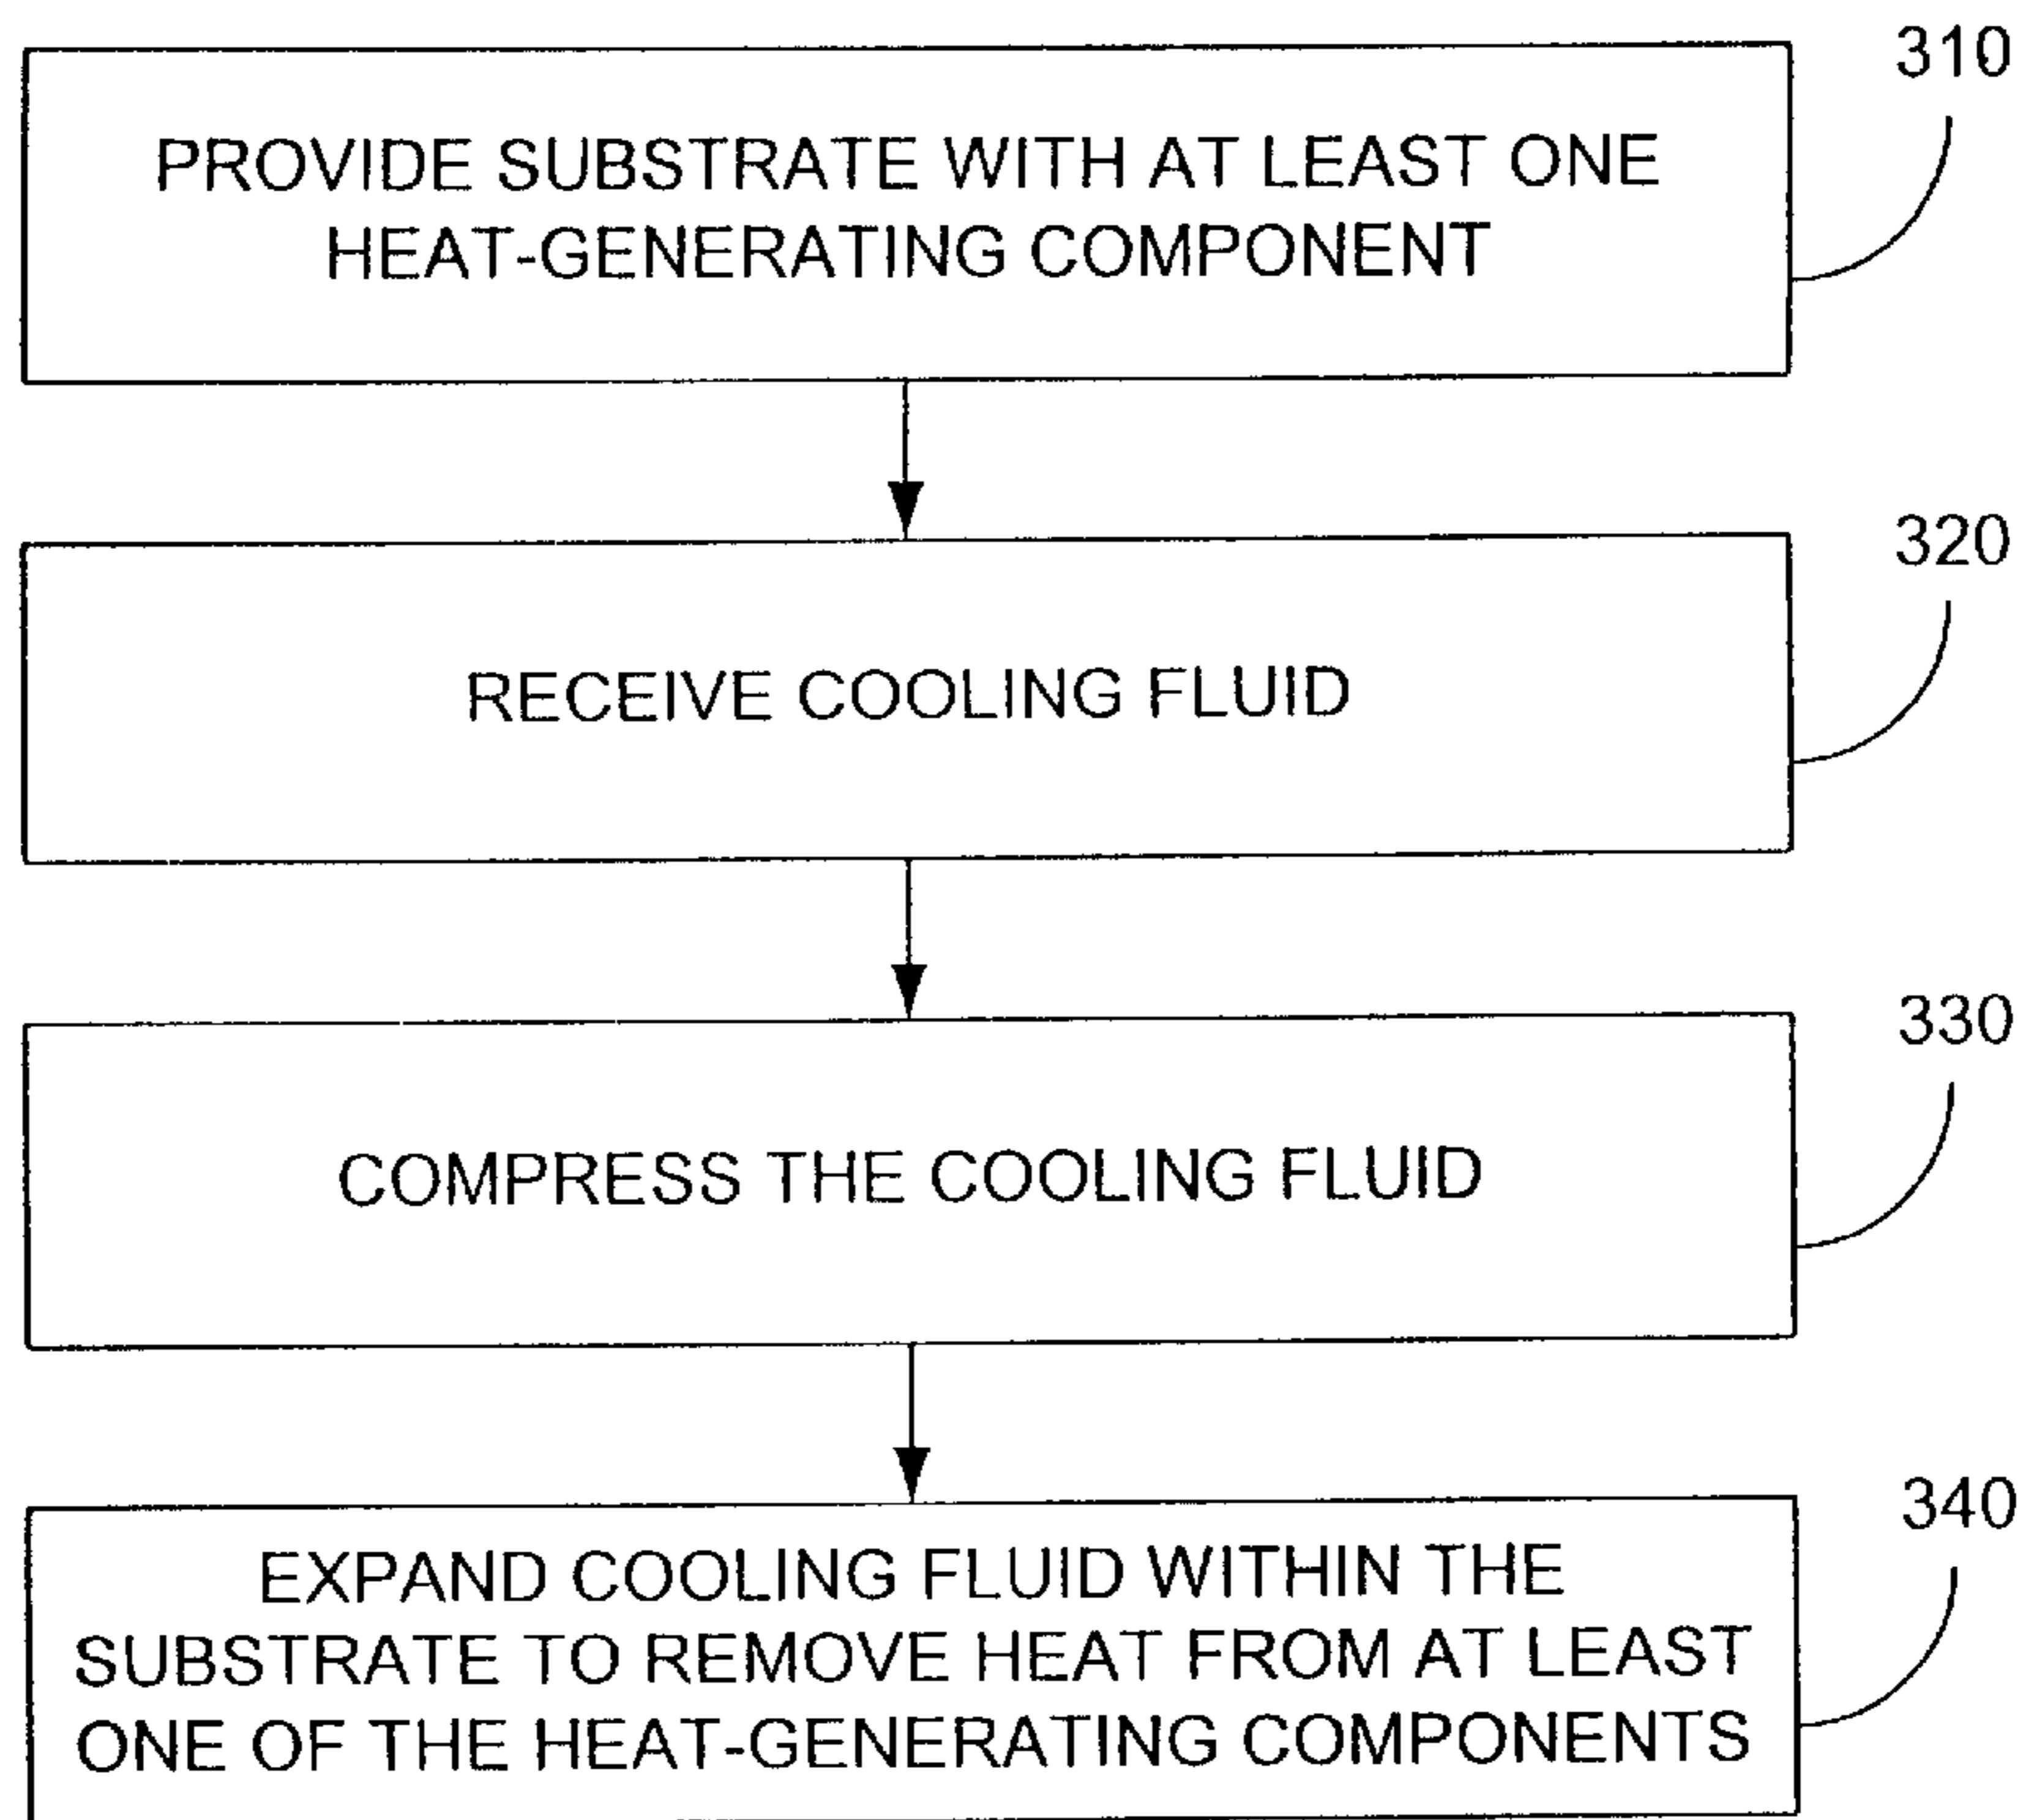 310
PROVIDE SUBSTRATE WITH AT LEAST ONE
HEAT-GENERATING COMPONENT
320
RECEIVE COOLING FLUID
330
COMPRESS THE COOLING FLUID
340
EXPAND COOLING FLUID WITHIN THE
SUBSTRATE TO REMOVE HEAT FROM AT LEAST
ONE OF THE HEAT-GENERATING COMPONENTS